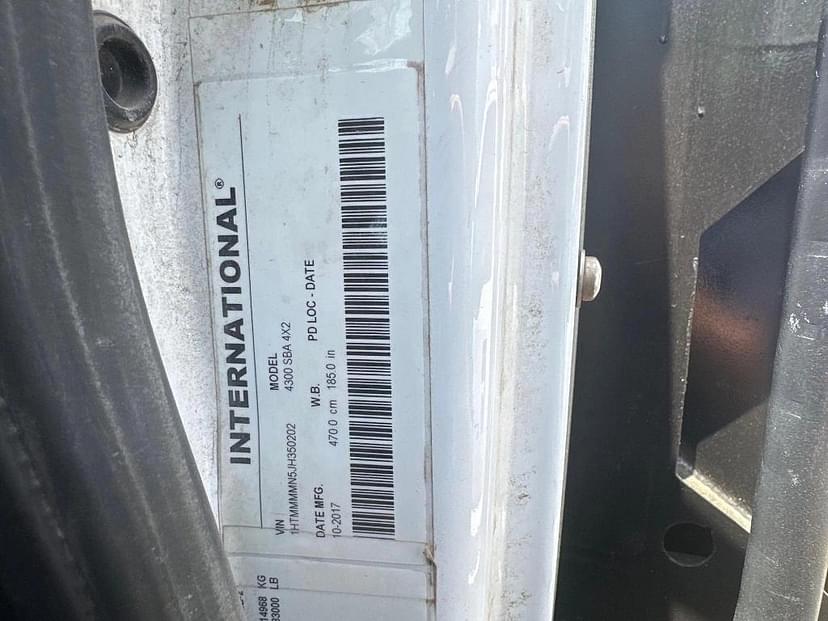 INTERNATIONAL®
VIN MODEL
1HTMMMMN5JH350202 4300 SBA 4X2
DATE MFG. W.B. PD LOC - DATE
10-2017 470.0 cm 185.0 in
14968 KG
33000 LB